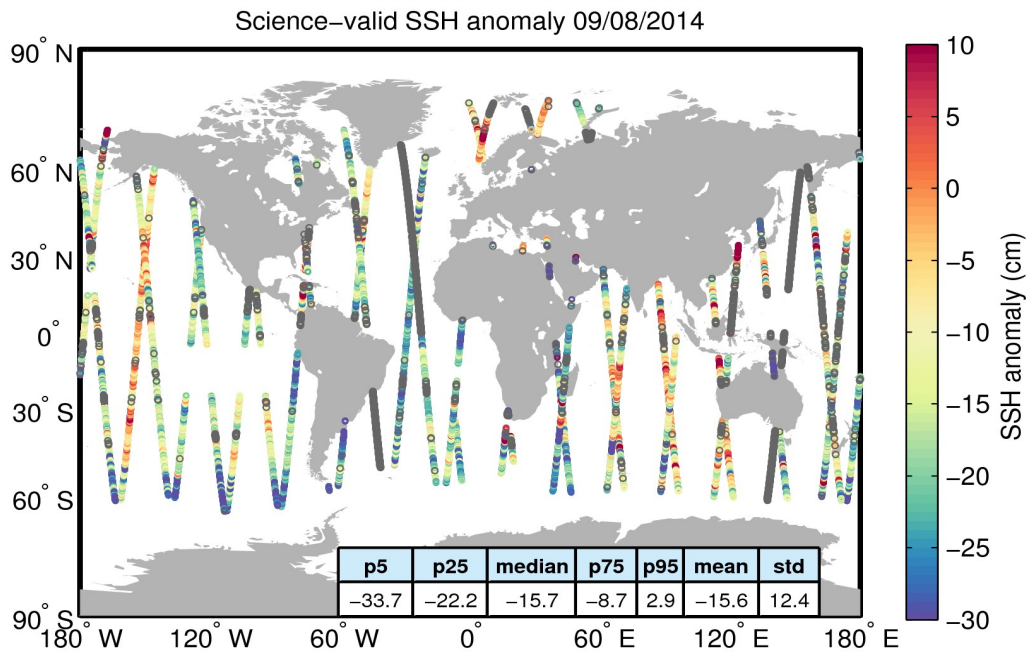 Science−valid SSH anomaly 09/08/2014
90° N
60° N
30° N
0°
30° S
60° S
90° S
180° W
120° W
60° W
0°
60° E
120° E
180° E
p5 p25 median p75 p95 mean std
−33.7 −22.2 −15.7 −8.7 2.9 −15.6 12.4
10
5
0
−5
−10
−15
−20
−25
−30
SSH anomaly (cm)